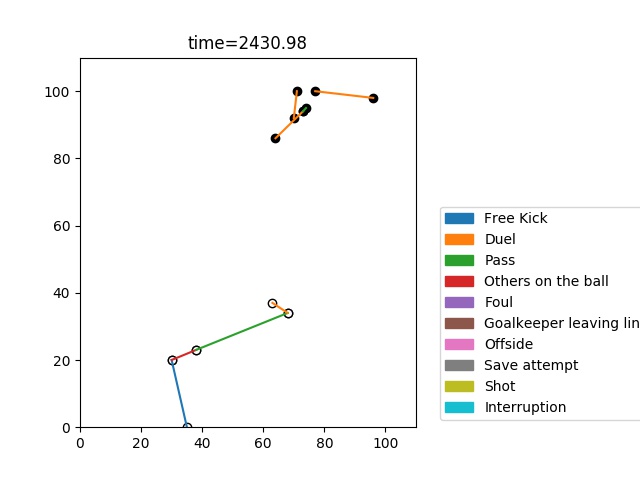 time=2430.98
100
80
60
40
20
0
0 20 40 60 80 100
Free Kick
Duel
Pass
Others on the ball
Foul
Goalkeeper leaving lin
Offside
Save attempt
Shot
Interruption